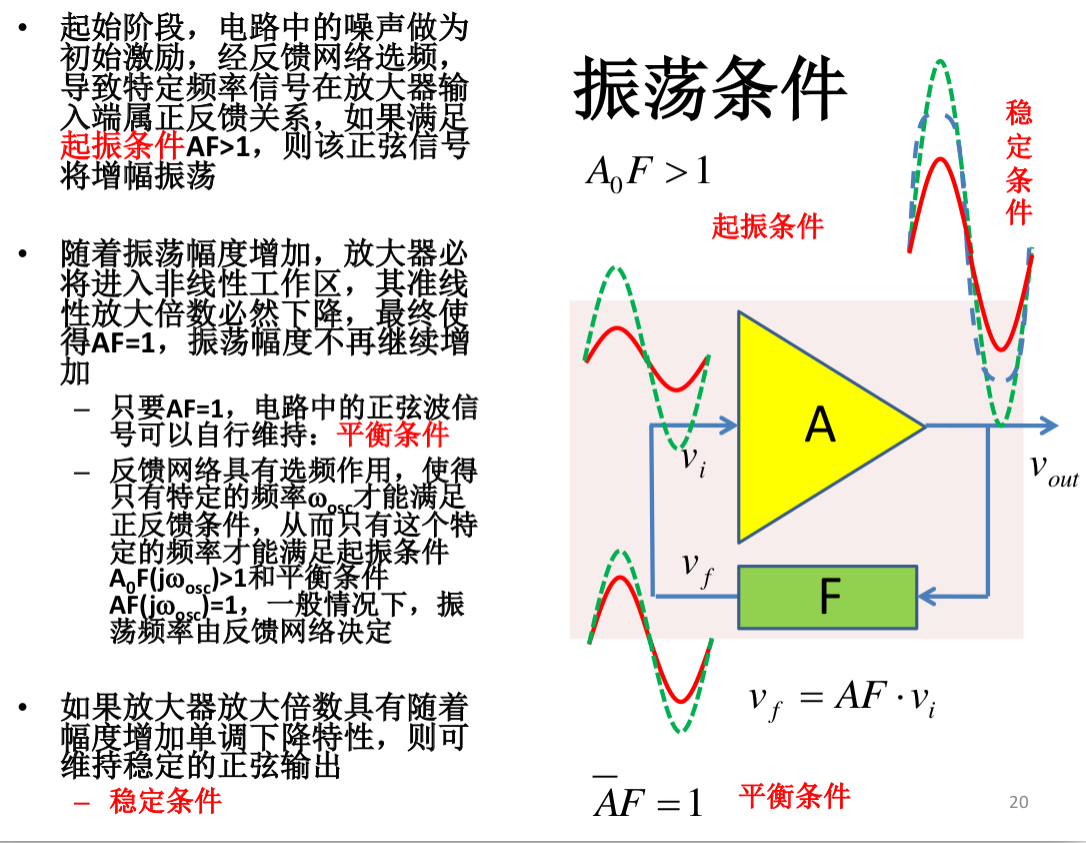 • 起始阶段，电路中的噪声做为
初始激励，经反馈网络选频，
导致特定频率信号在放大器输
入端属正反馈关系，如果满足
起振条件AF>1，则该正弦信号
将增幅振荡
• 随着振荡幅度增加，放大器必
将进入非线性工作区，其准线
性放大倍数必然下降，最终使
得AF=1，振荡幅度不再继续增
加
– 只要AF=1，电路中的正弦波信
号可以自行维持：平衡条件
– 反馈网络具有选频作用，使得
只有特定的频率ω_osc才能满足
正反馈条件，从而只有这个特
定的频率才能满足起振条件
A₀F(jω_osc)>1和平衡条件
AF(jω_osc)=1，一般情况下，振
荡频率由反馈网络决定
• 如果放大器放大倍数具有随着
幅度增加单调下降特性，则可
维持稳定的正弦输出
– 稳定条件
振荡条件
A₀F > 1
起振条件
稳
定
条
件
A
v_i
v_out
v_f
F
v_f = AF · v_i
A̅F = 1
平衡条件
20